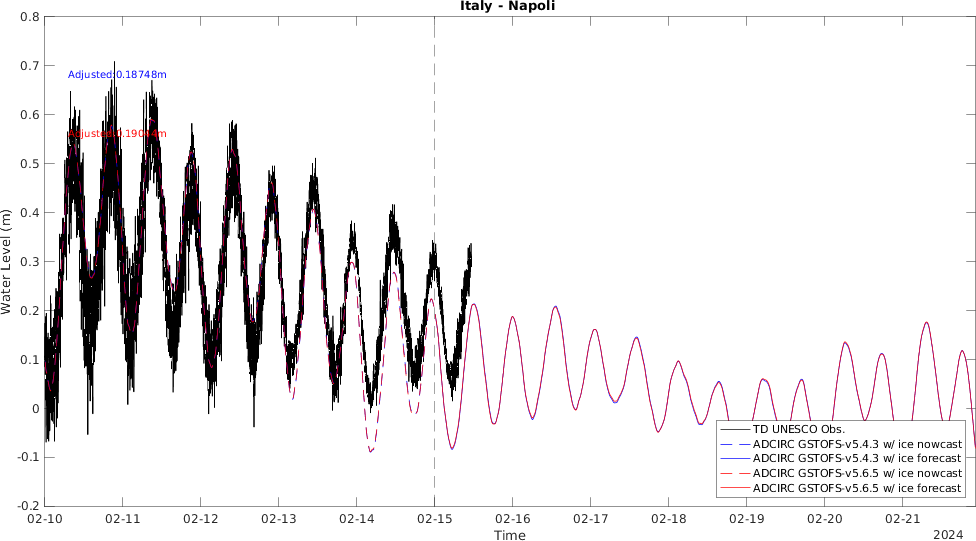 Italy - Napoli
0.8
0.7
0.6
0.5
0.4
0.3
0.2
0.1
0
-0.1
-0.2
Water Level (m)
Adjusted:0.18748m
TD UNESCO Obs.
ADCIRC GSTOFS-v5.4.3 w/ ice nowcast
ADCIRC GSTOFS-v5.4.3 w/ ice forecast
ADCIRC GSTOFS-v5.6.5 w/ ice nowcast
ADCIRC GSTOFS-v5.6.5 w/ ice forecast
02-10 02-11 02-12 02-13 02-14 02-15 02-16 02-17 02-18 02-19 02-20 02-21
Time
2024